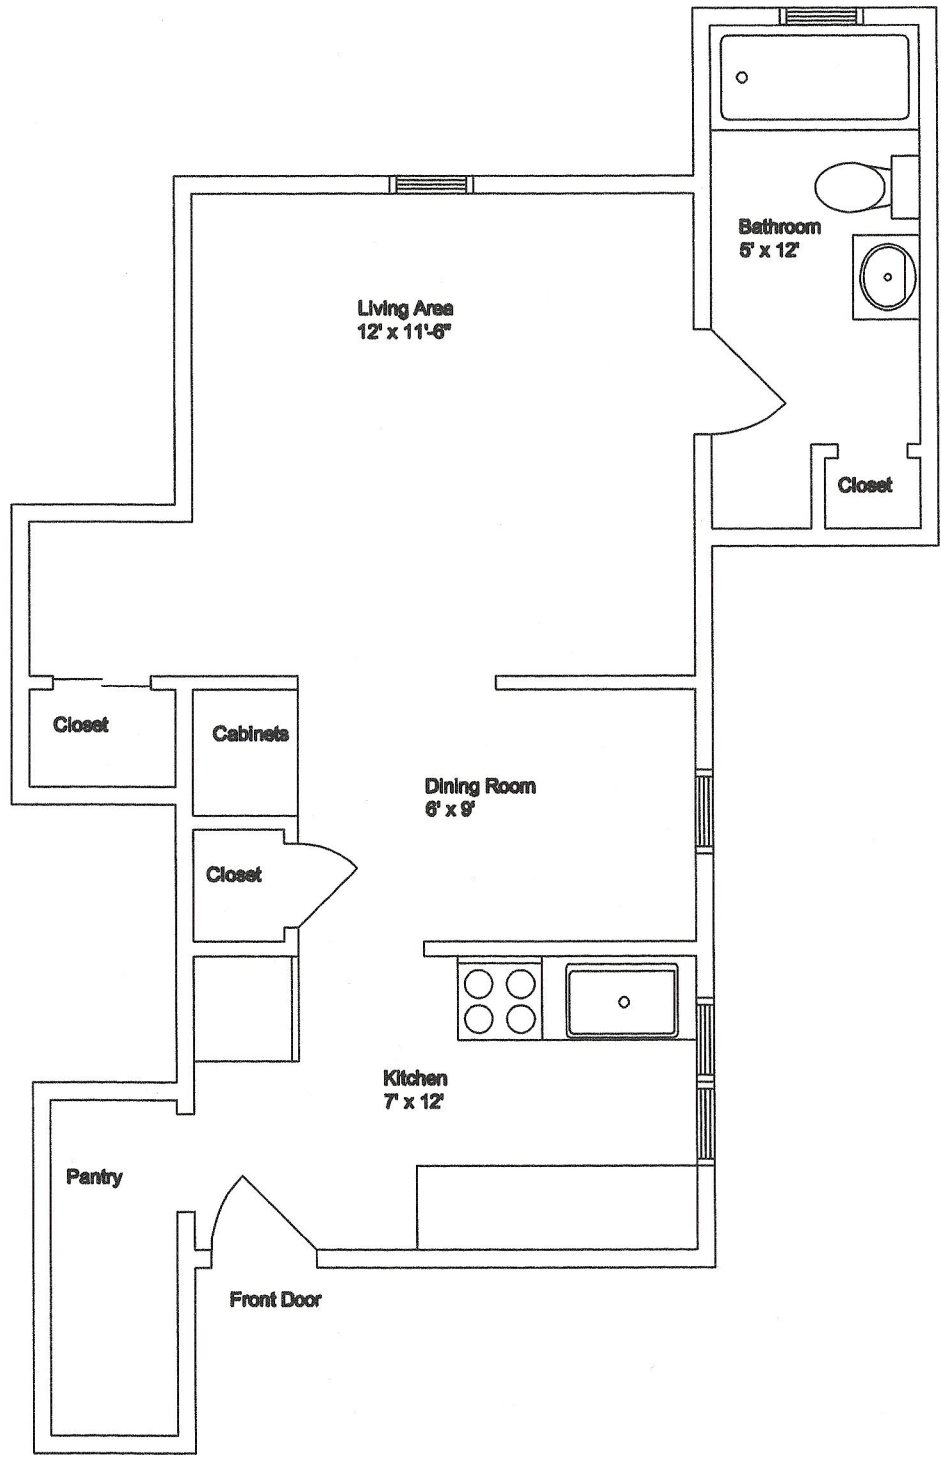 Bathroom
5' x 12'
Living Area
12' x 11'-6"
Closet
Closet
Cabinets
Dining Room
6' x 9'
Closet
Kitchen
7' x 12'
Pantry
Front Door